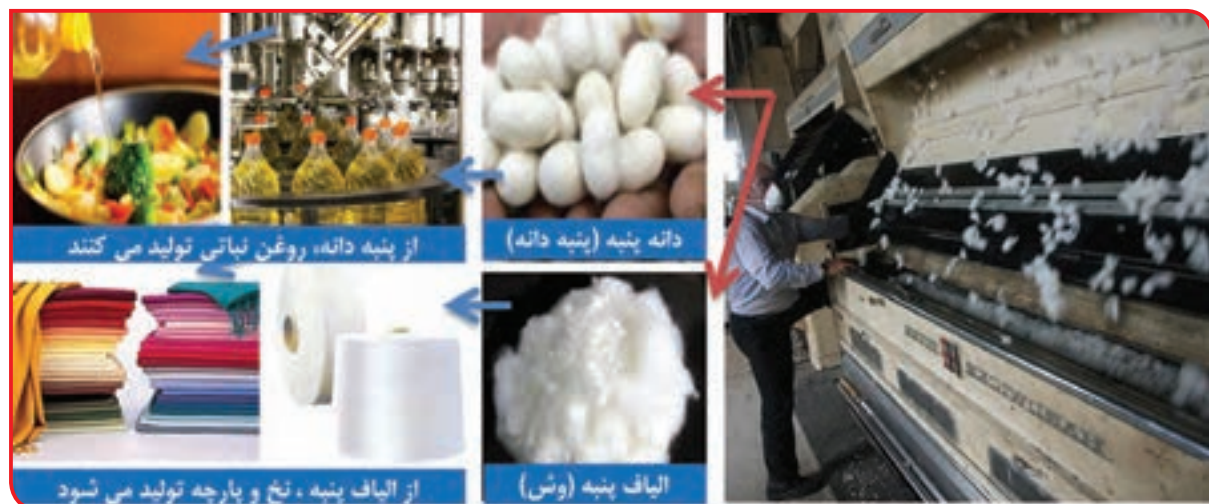 دانه پنبه (پنبه دانه)
از پنبه دانه، روغن نباتی تولید می کنند
الیاف پنبه (وش)
از الیاف پنبه ، نخ و پارچه تولید می شود